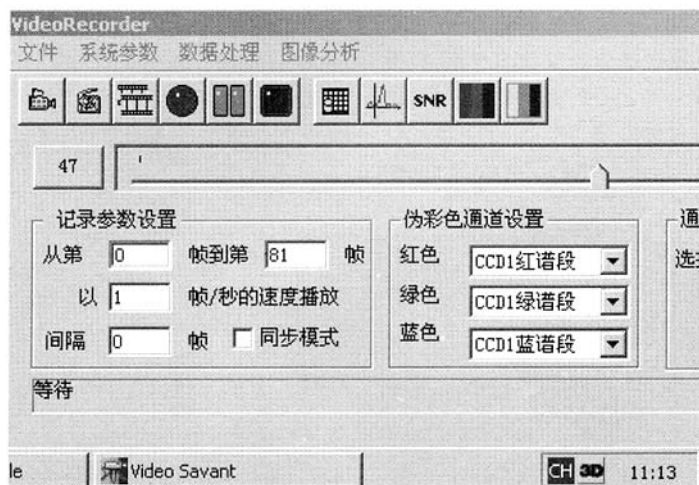 VideoRecorder
文件 系统参数 数据处理 图像分析
SNR
47
记录参数设置 伪彩色通道设置 通
从第 0 帧到第 81 帧 红色 CCD1红谱段 选择
以 1 帧/秒的速度播放 绿色 CCD1绿谱段
间隔 0 帧 同步模式 蓝色 CCD1蓝谱段
等待
le Video Savant CH 3D 11:13